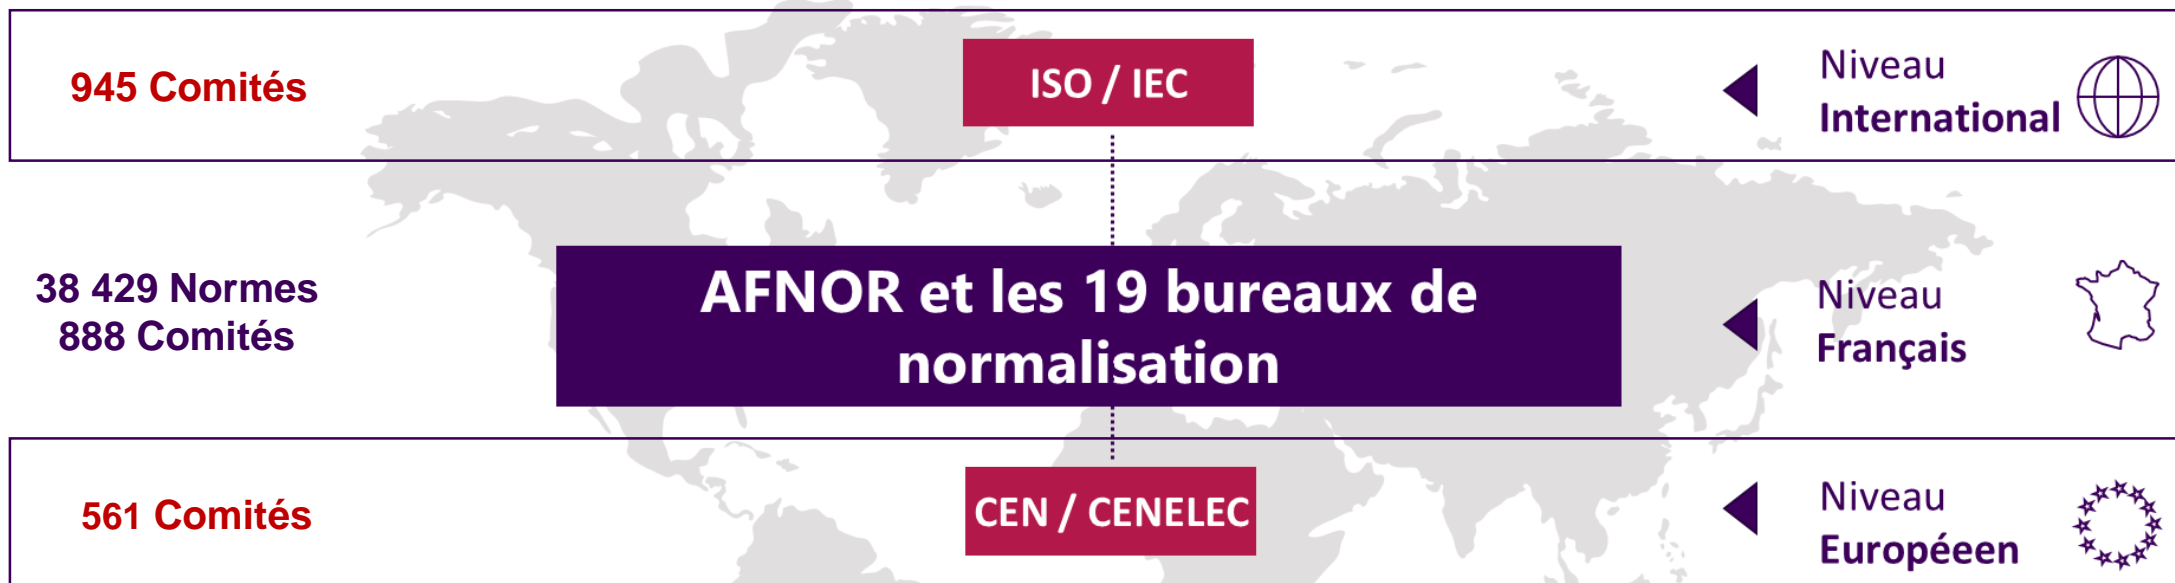 945 Comités
ISO / IEC
Niveau
International
38 429 Normes
888 Comités
AFNOR et les 19 bureaux de
normalisation
Niveau
Français
561 Comités
CEN / CENELEC
Niveau
Européeen